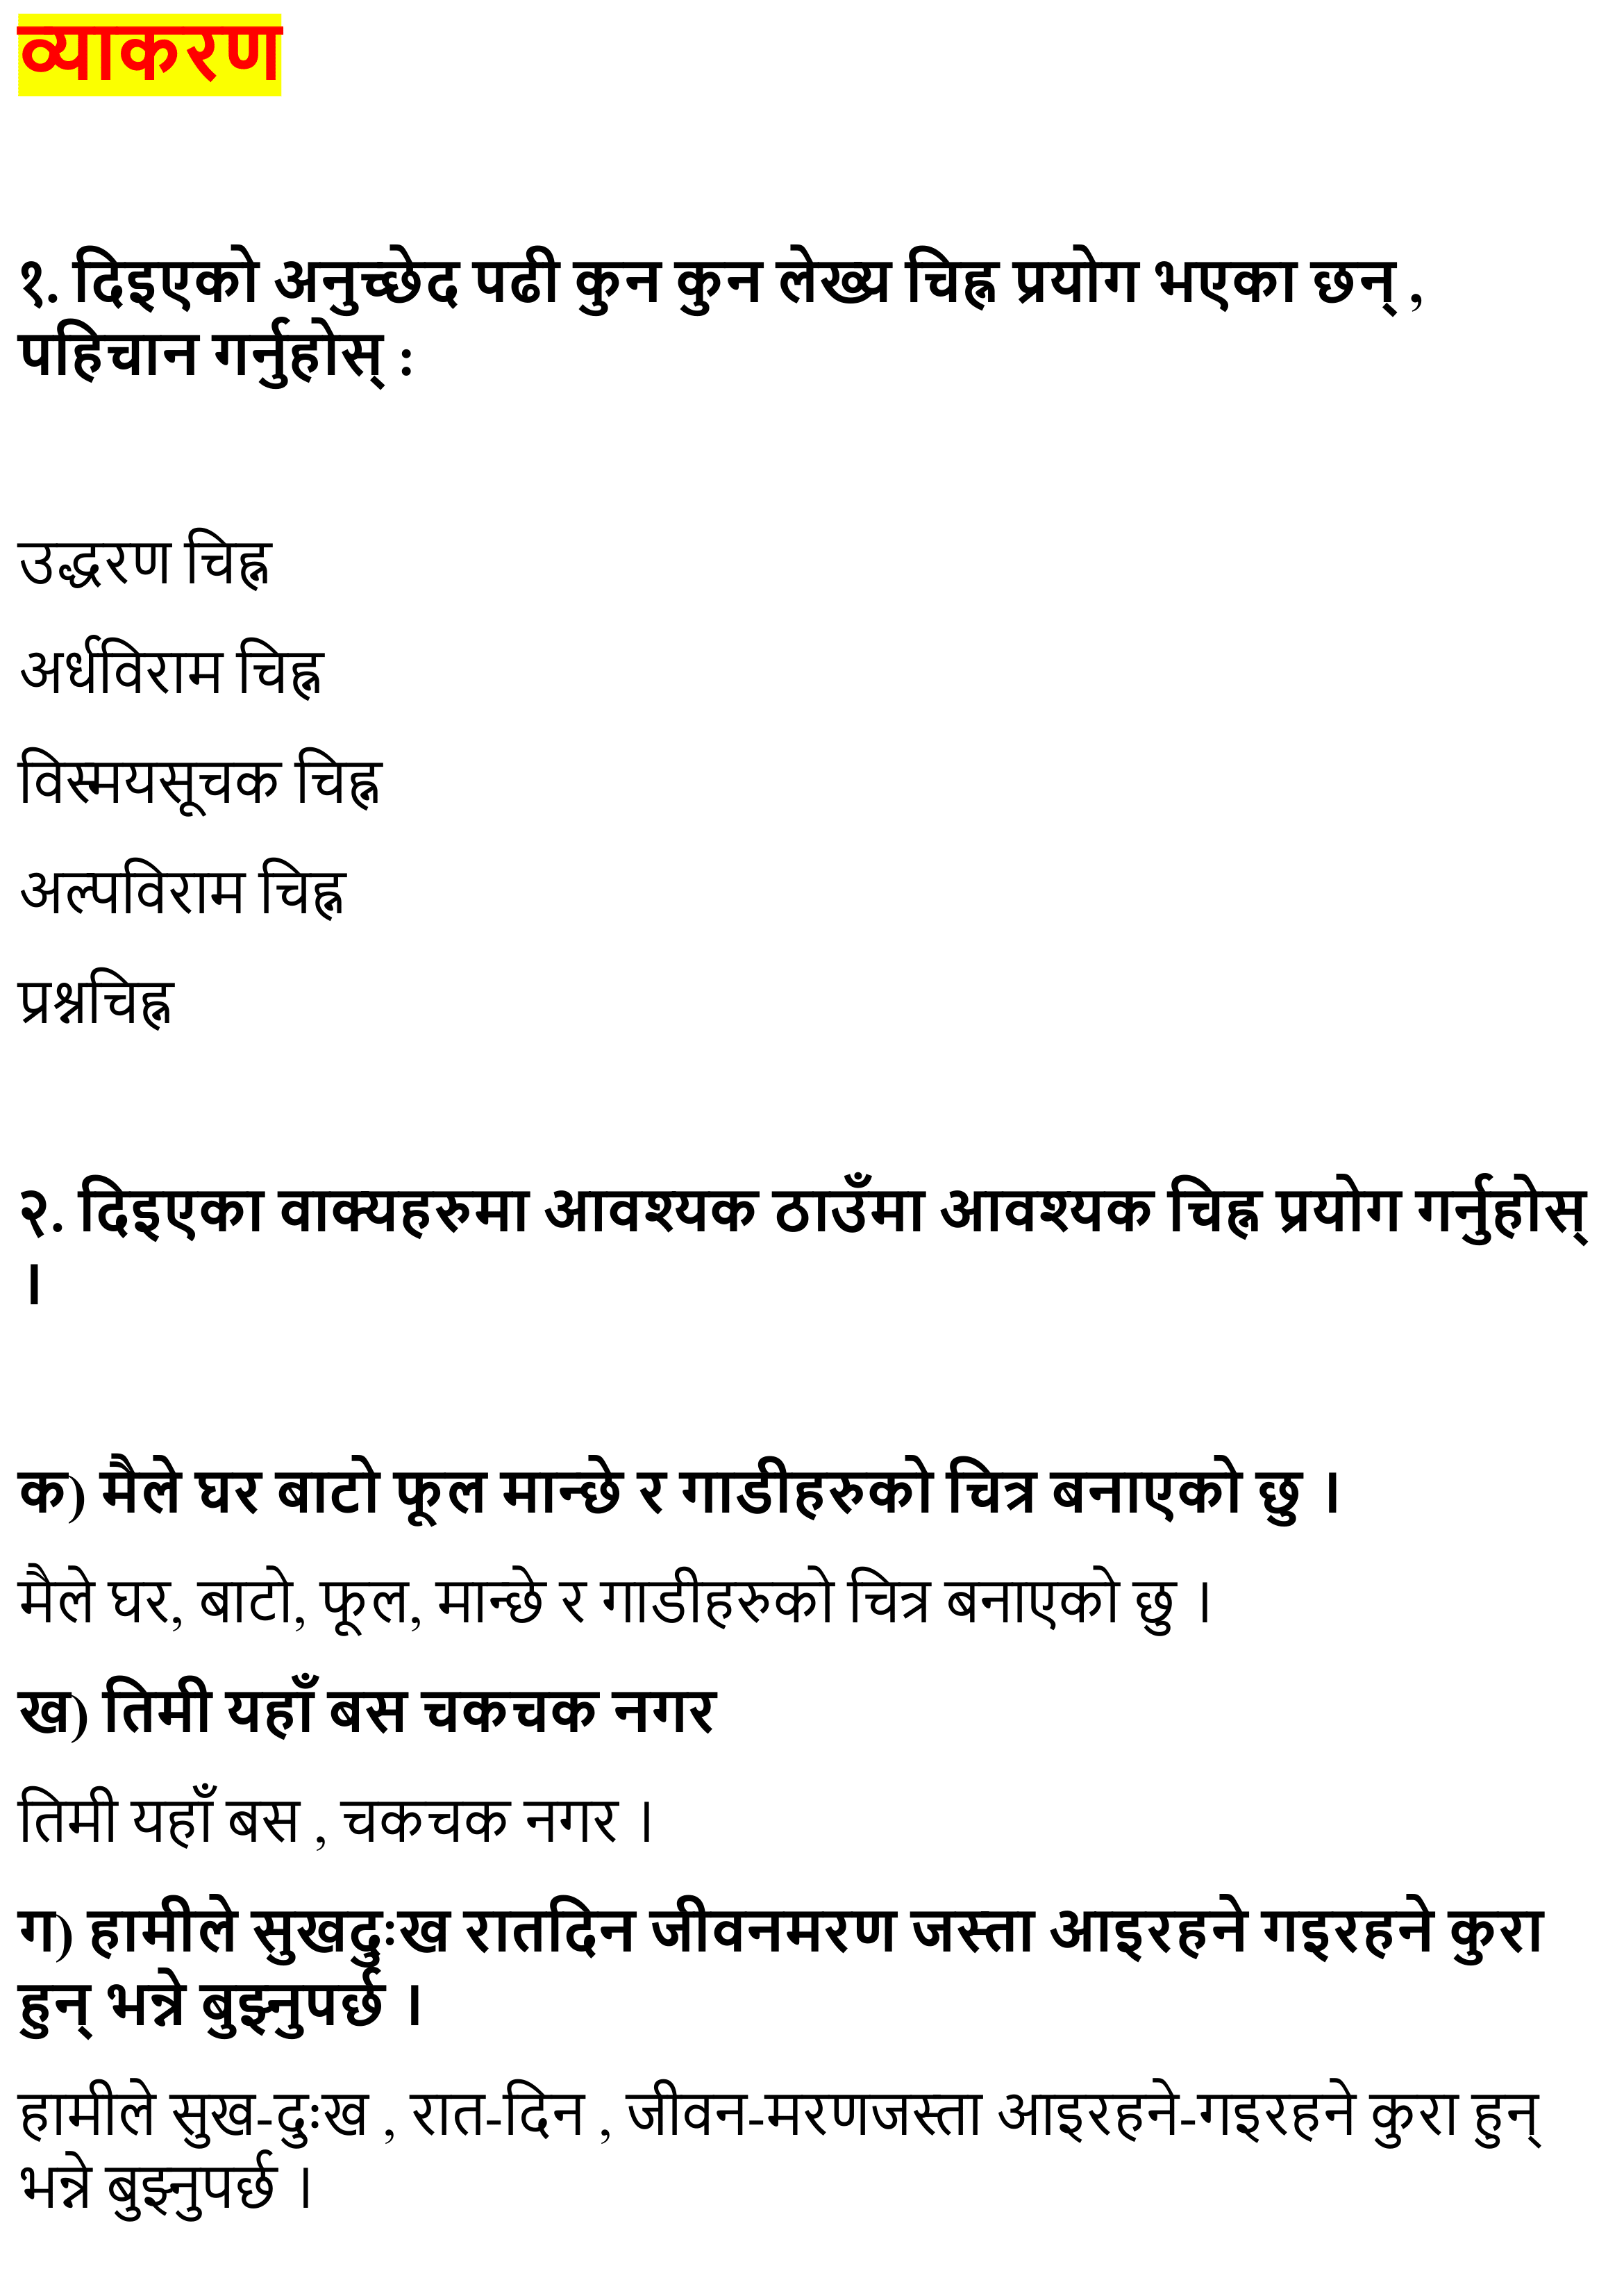 व्याकरण
१. दिइएको अनुच्छेद पढी कुन कुन लेख्य चिह्न प्रयोग भएका छन् ,
पहिचान गर्नुहोस् :
उद्धरण चिह्न
अर्धविराम चिह्न
विस्मयसूचक चिह्न
अल्पविराम चिह्न
प्रश्नचिह्न
२. दिइएका वाक्यहरुमा आवश्यक ठाउँमा आवश्यक चिह्न प्रयोग गर्नुहोस्
।
क) मैले घर बाटो फूल मान्छे र गाडीहरुको चित्र बनाएको छु ।
मैले घर, बाटो, फूल, मान्छे र गाडीहरुको चित्र बनाएको छु ।
ख) तिमी यहाँ बस चकचक नगर
तिमी यहाँ बस , चकचक नगर ।
ग) हामीले सुखदुःख रातदिन जीवनमरण जस्ता आइरहने गइरहने कुरा
हुन् भन्ने बुझ्नुपर्छ ।
हामीले सुख-दुःख , रात-दिन , जीवन-मरणजस्ता आइरहने-गइरहने कुरा हुन्
भन्ने बुझ्नुपर्छ ।